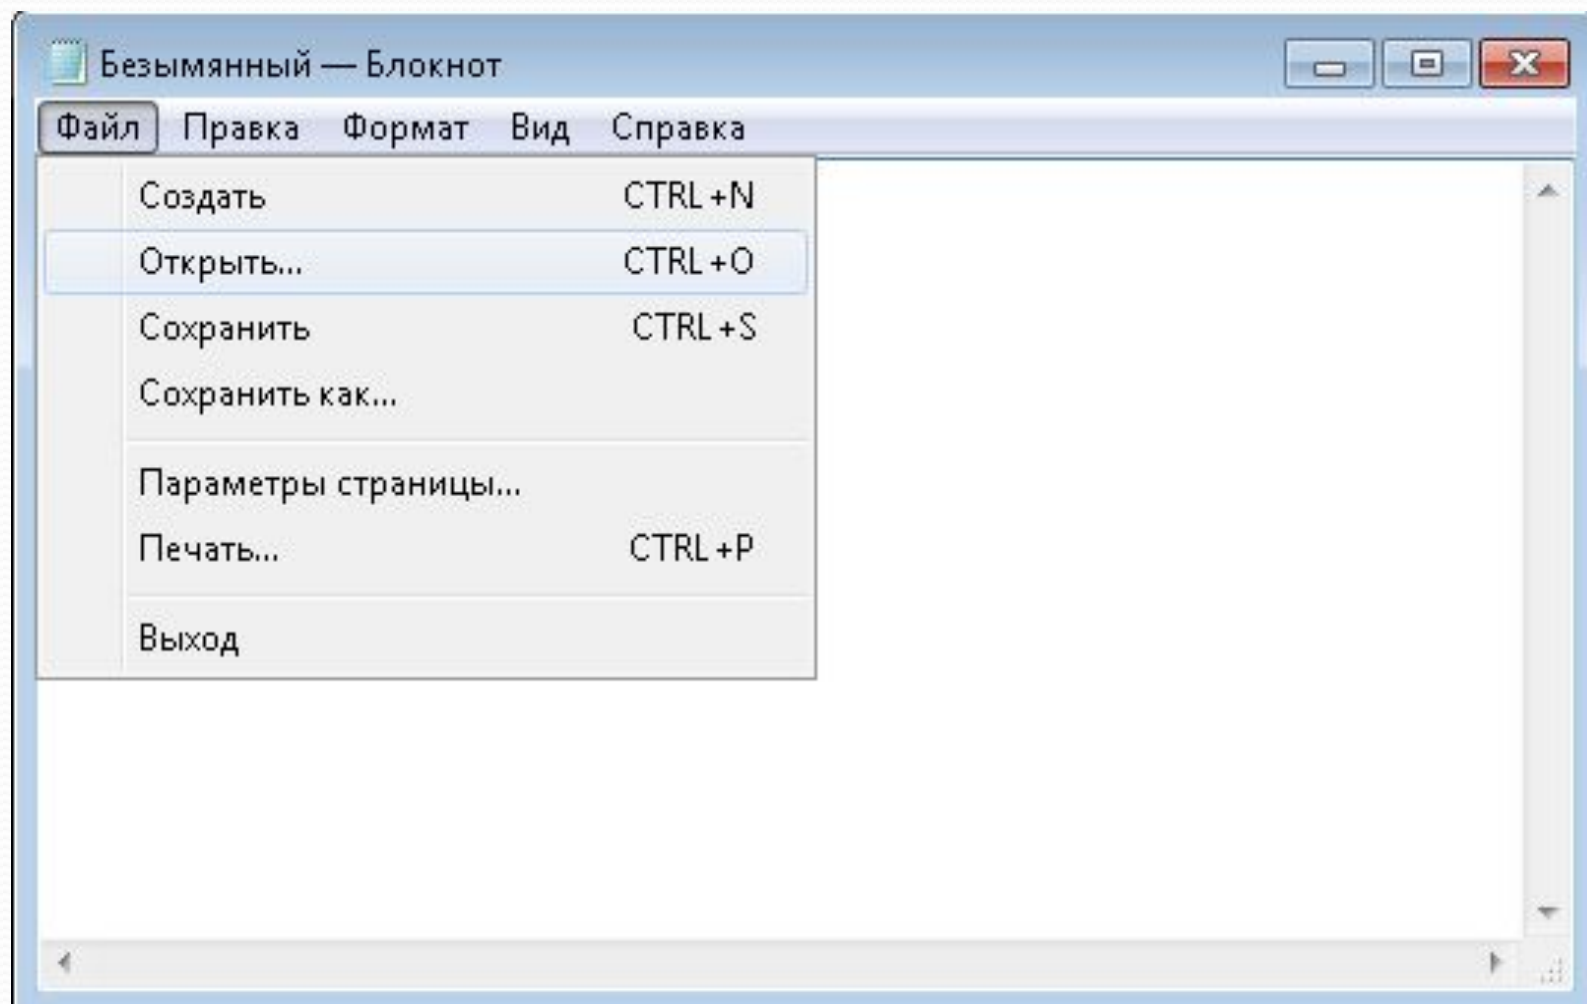 Безымянный — Блокнот
Файл Правка Формат Вид Справка
Создать CTRL+N
Открыть... CTRL+O
Сохранить CTRL+S
Сохранить как...
Параметры страницы...
Печать... CTRL+P
Выход